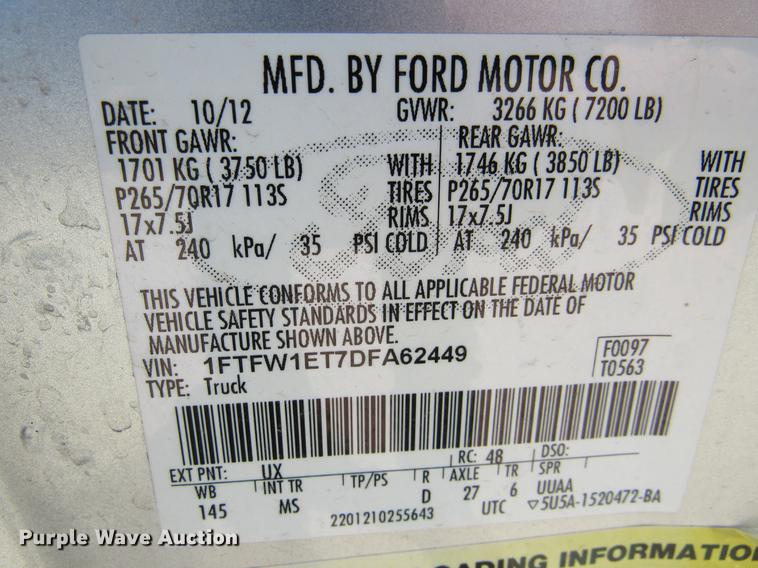 MFD. BY FORD MOTOR CO.
DATE: 10/12 GVWR: 3266 KG ( 7200 LB)
FRONT GAWR: REAR GAWR:
1701 KG ( 3750 LB) WITH 1746 KG ( 3850 LB) WITH
P265/70R17 113S TIRES P265/70R17 113S TIRES
17x7.5J RIMS 17x7.5J RIMS
AT 240 kPa/ 35 PSI COLD AT 240 kPa/ 35 PSI COLD
THIS VEHICLE CONFORMS TO ALL APPLICABLE FEDERAL MOTOR
VEHICLE SAFETY STANDARDS IN EFFECT ON THE DATE OF
MANUFACTURE SHOWN ABOVE.
VIN: 1FTFW1ET7DFA62449 F0097
TYPE: Truck T0563
EXT PNT: UX RC: 48 DSO:
WB INT TR TP/PS R AXLE TR SPR
145 MS D 27 6 UUAA
2201210255643 UTC ▽5U5A-1520472-BA
Purple Wave Auction
OADING INFORMATION